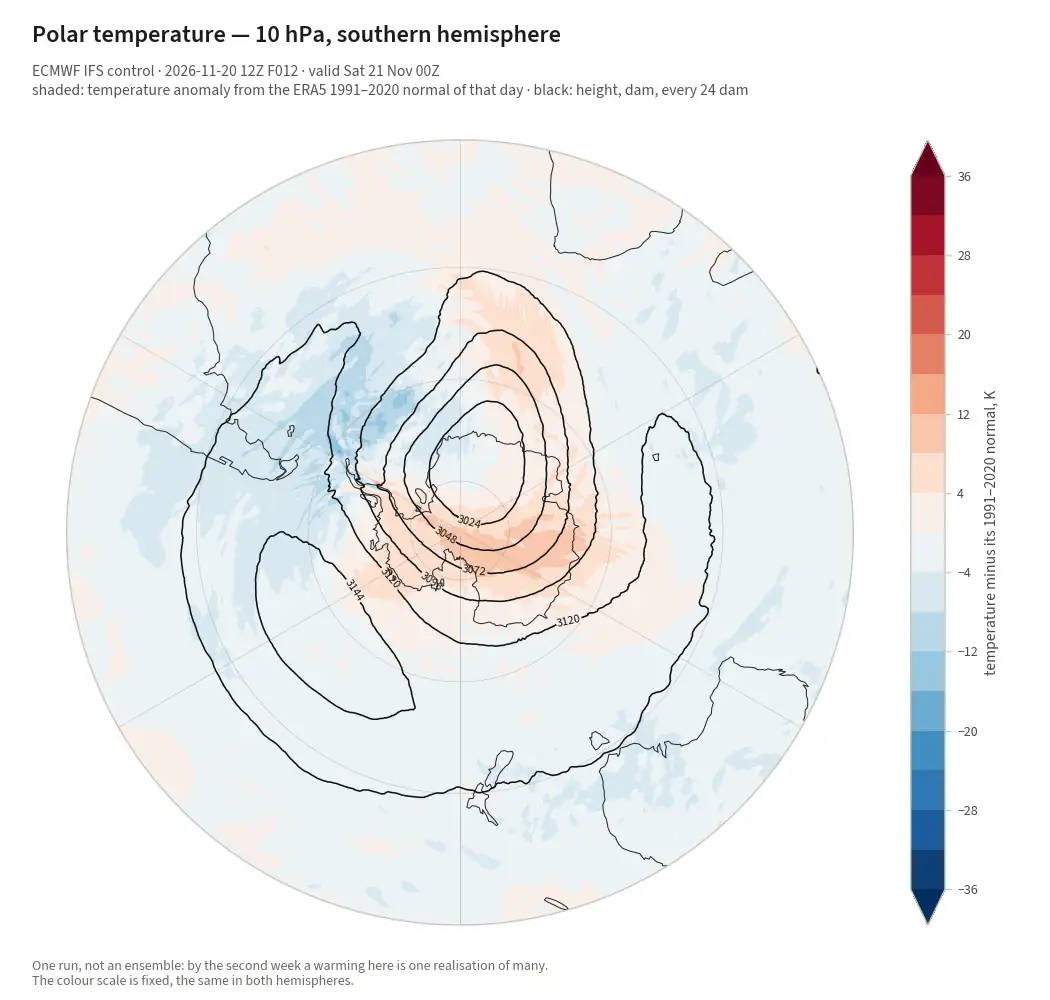 Polar temperature — 10 hPa, southern hemisphere
ECMWF IFS control · 2026-11-20 12Z F012 · valid Sat 21 Nov 00Z
shaded: temperature anomaly from the ERA5 1991–2020 normal of that day · black: height, dam, every 24 dam
36
28
20
12
4
−4
−12
−20
−28
−36
temperature minus its 1991–2020 normal, K
3024
3048
3072
3120
3144
3120
One run, not an ensemble: by the second week a warming here is one realisation of many.
The colour scale is fixed, the same in both hemispheres.